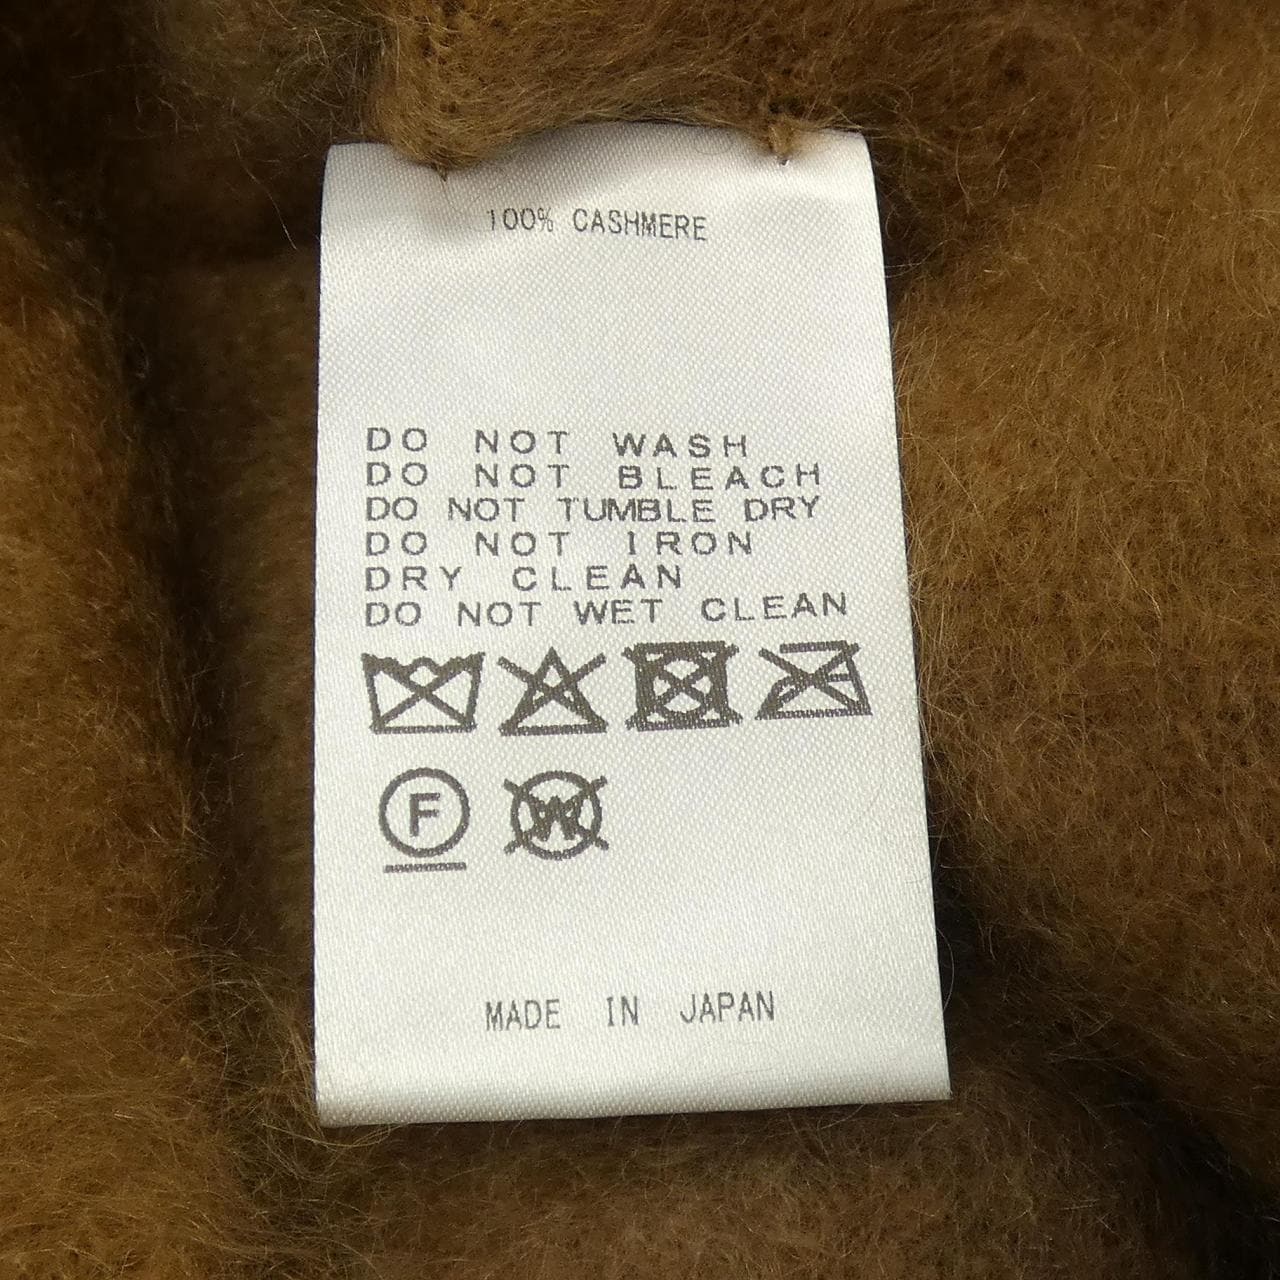 100% CASHMERE
DO NOT WASH
DO NOT BLEACH
DO NOT TUMBLE DRY
DO NOT IRON
DRY CLEAN
DO NOT WET CLEAN
F W
MADE IN JAPAN